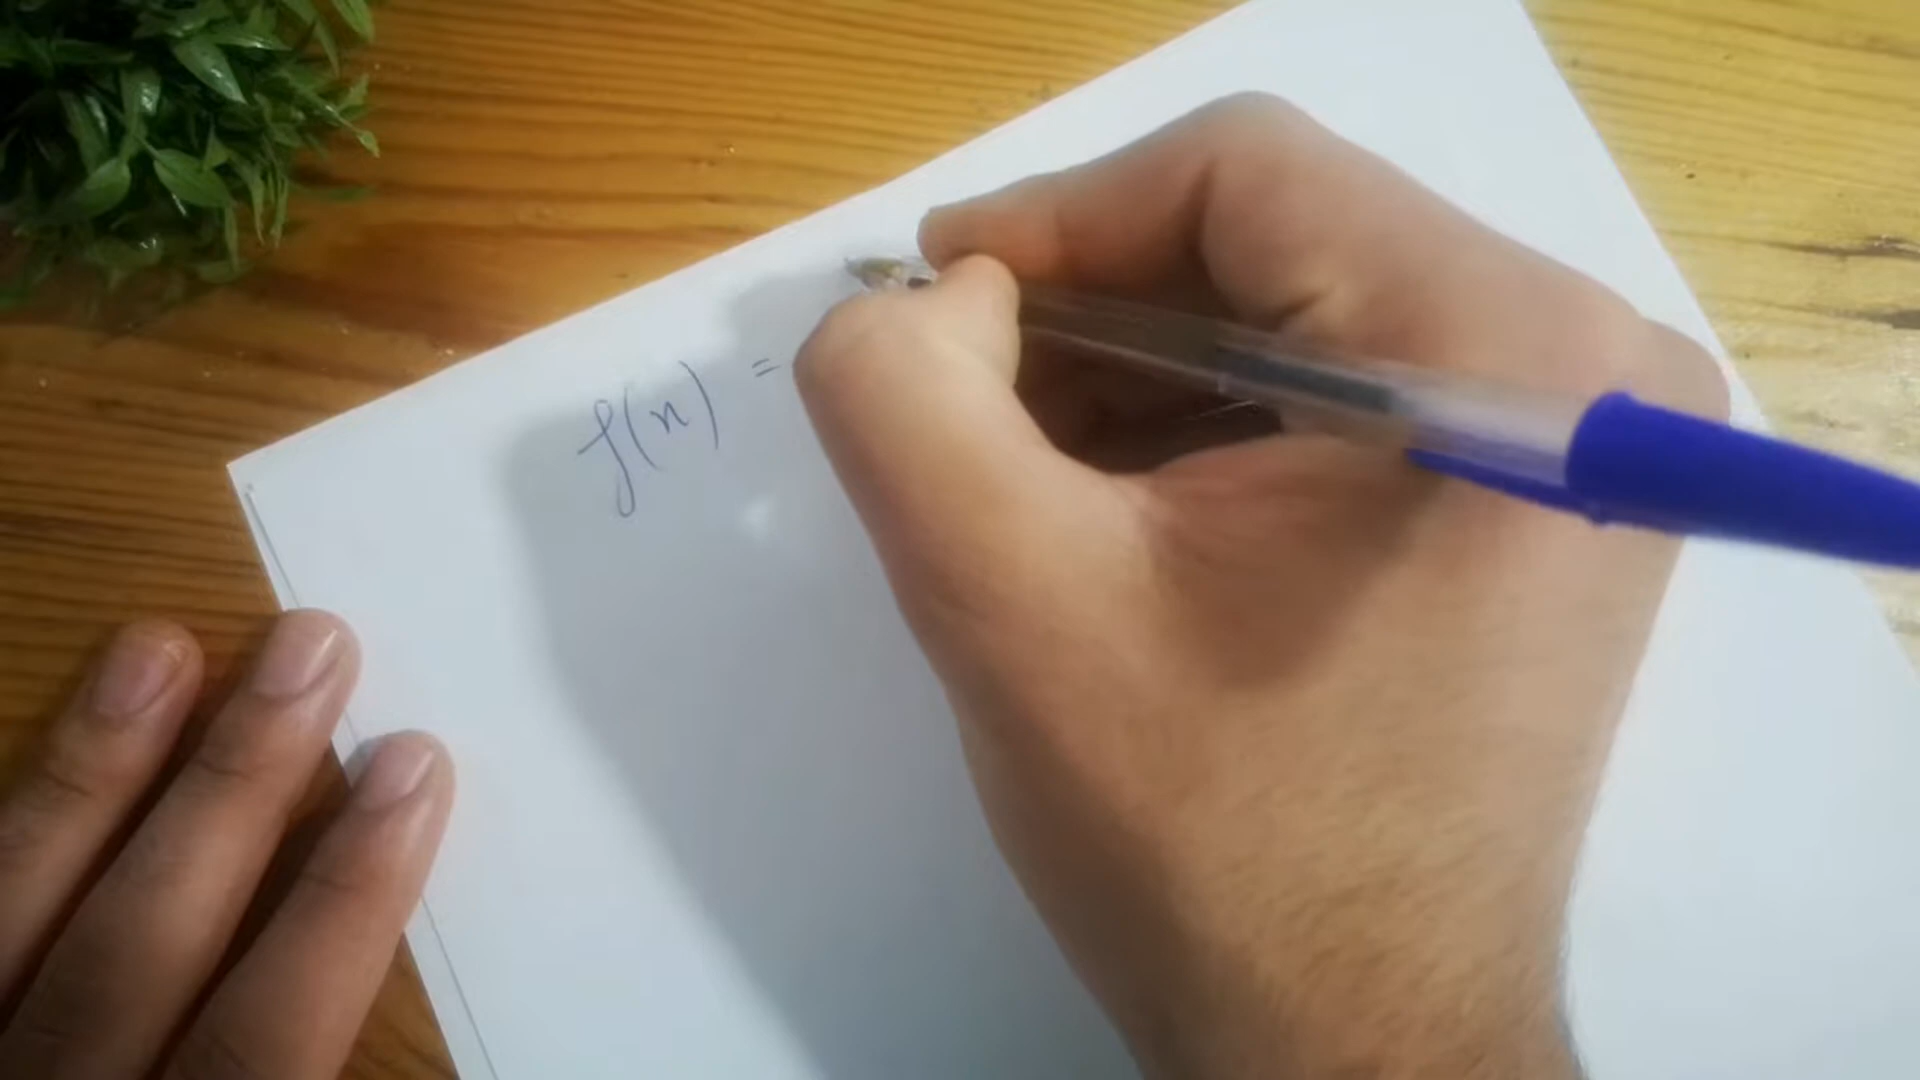 f(x) =